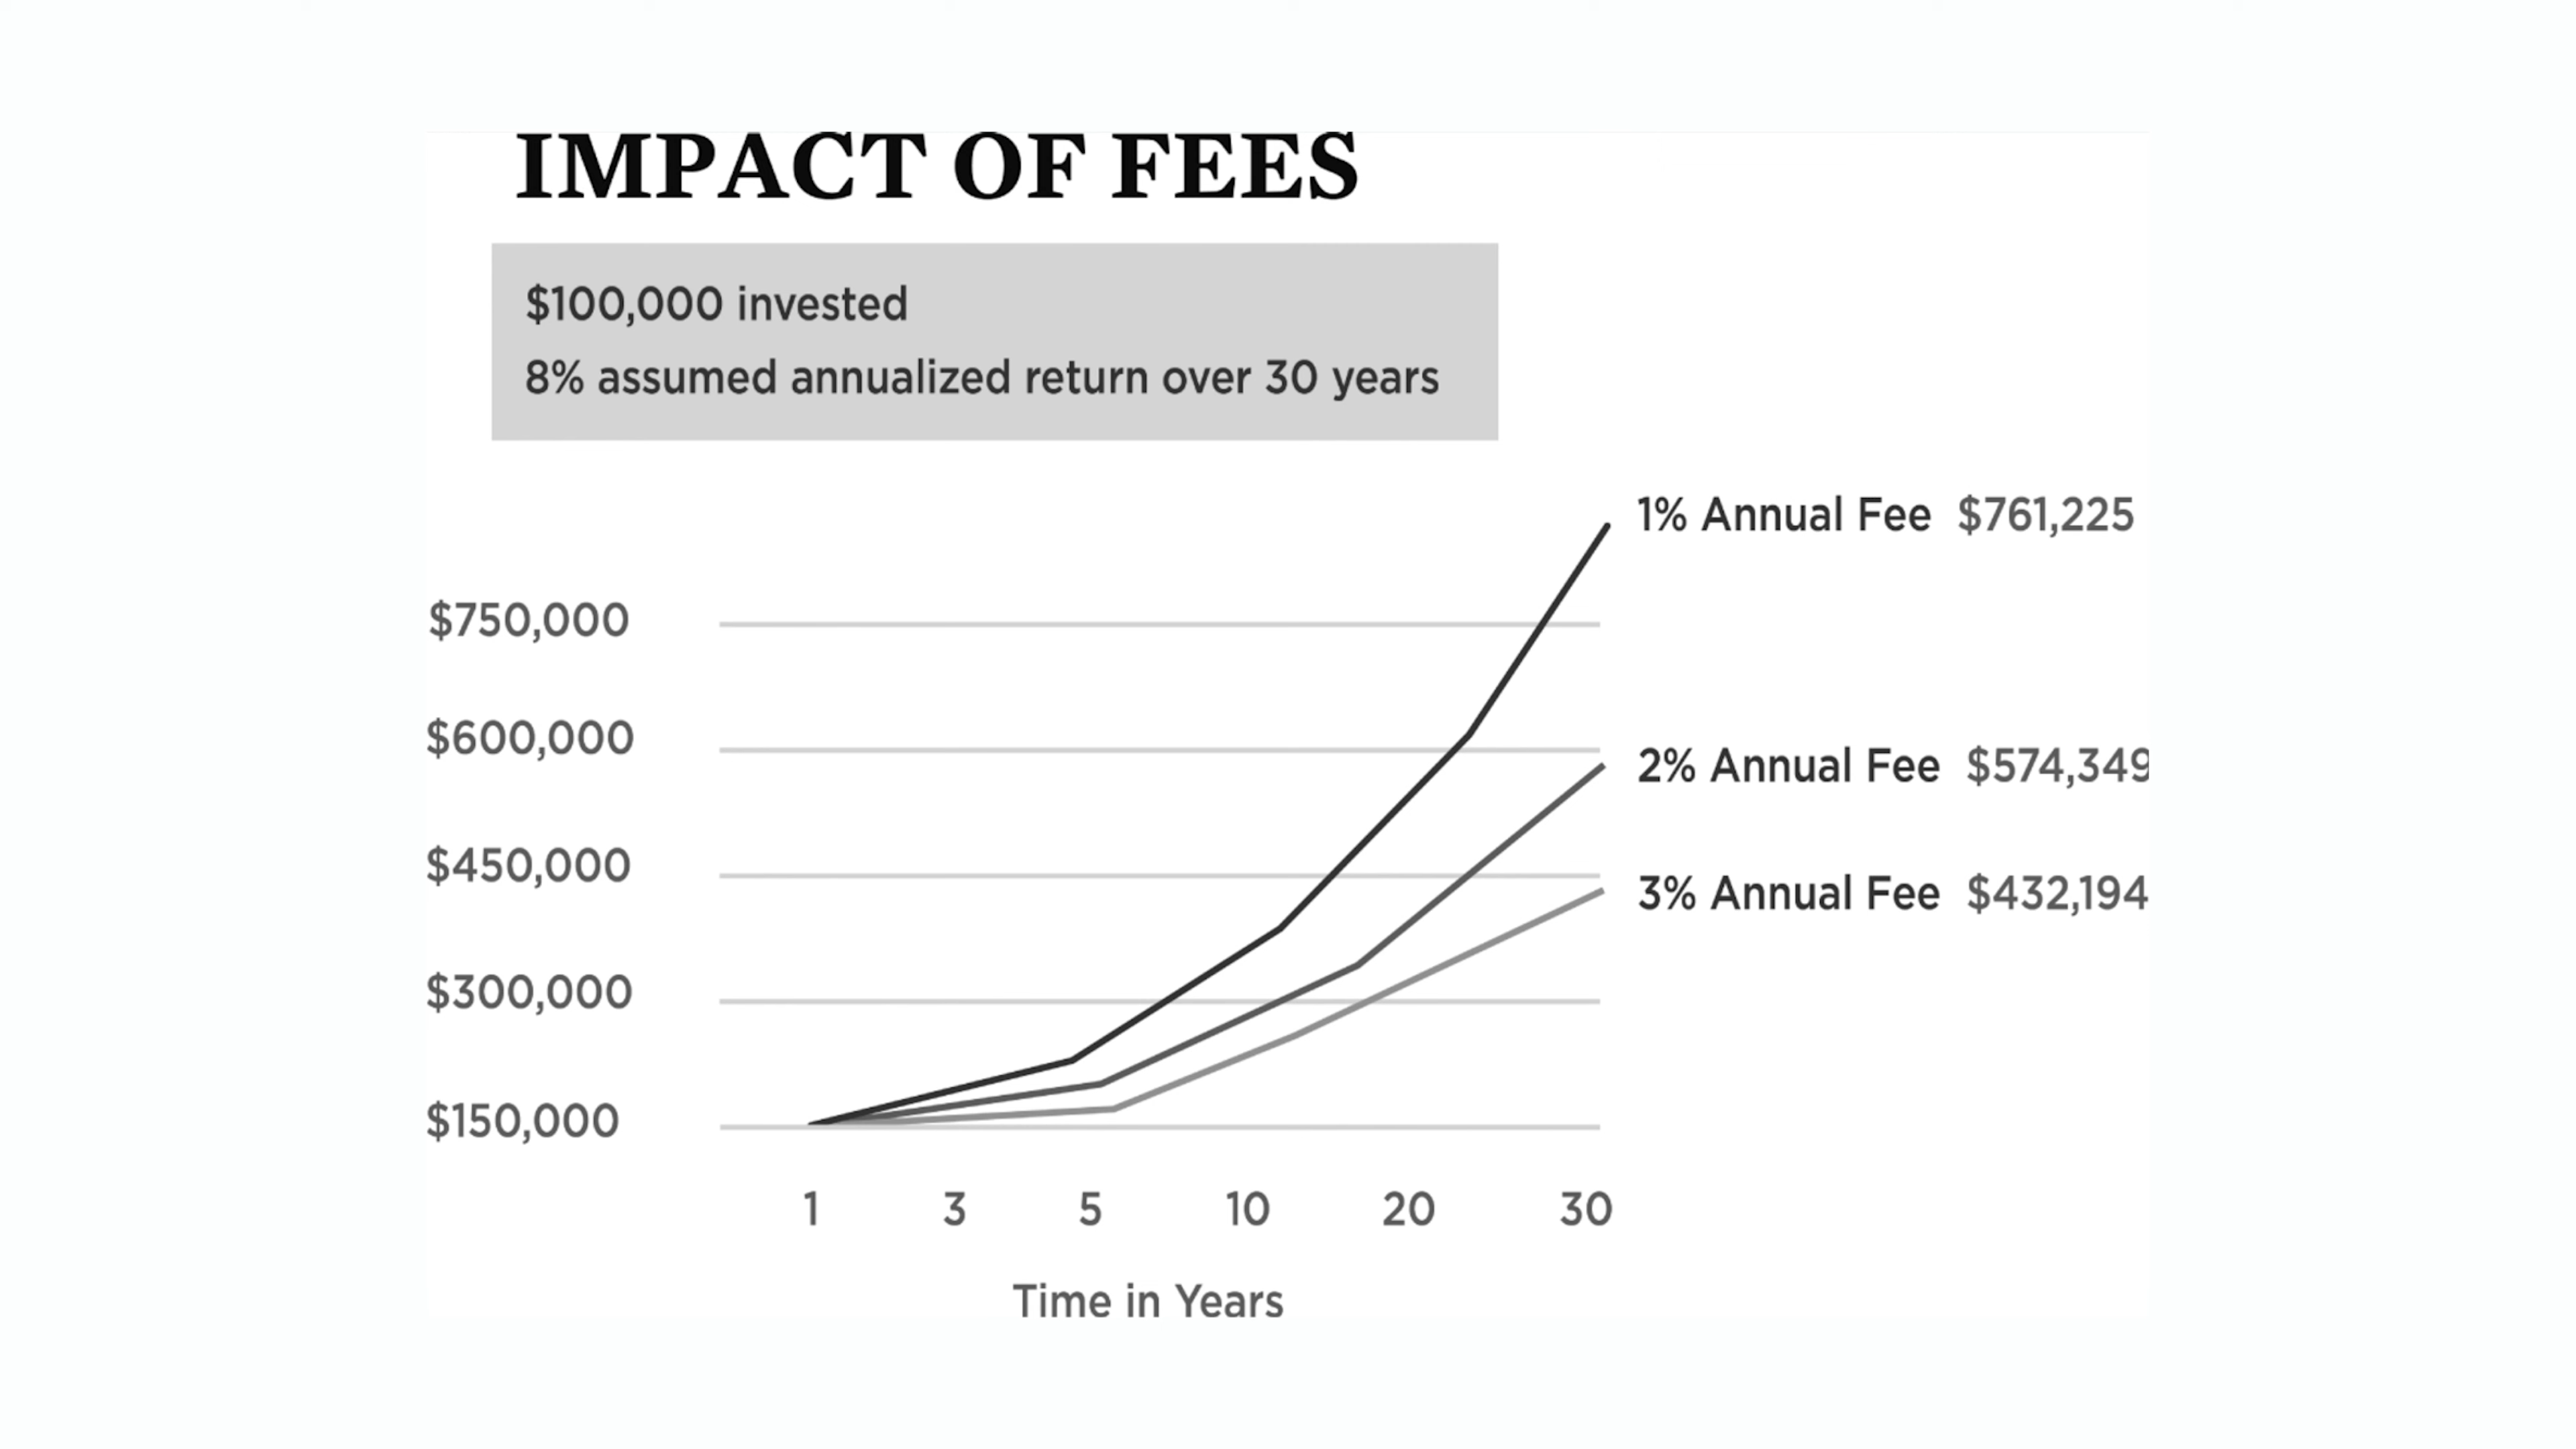 IMPACT OF FEES
$100,000 invested
8% assumed annualized return over 30 years
1% Annual Fee $761,225
$750,000
$600,000
2% Annual Fee $574,349
$450,000
3% Annual Fee $432,194
$300,000
$150,000
1 3 5 10 20 30
Time in Years